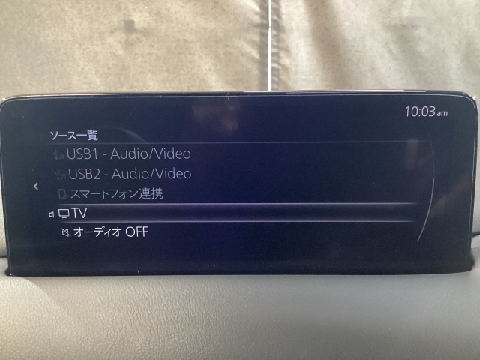 10:03am
ソース一覧
USB1 - Audio/Video
USB2 - Audio/Video
スマートフォン連携
TV
オーディオ OFF